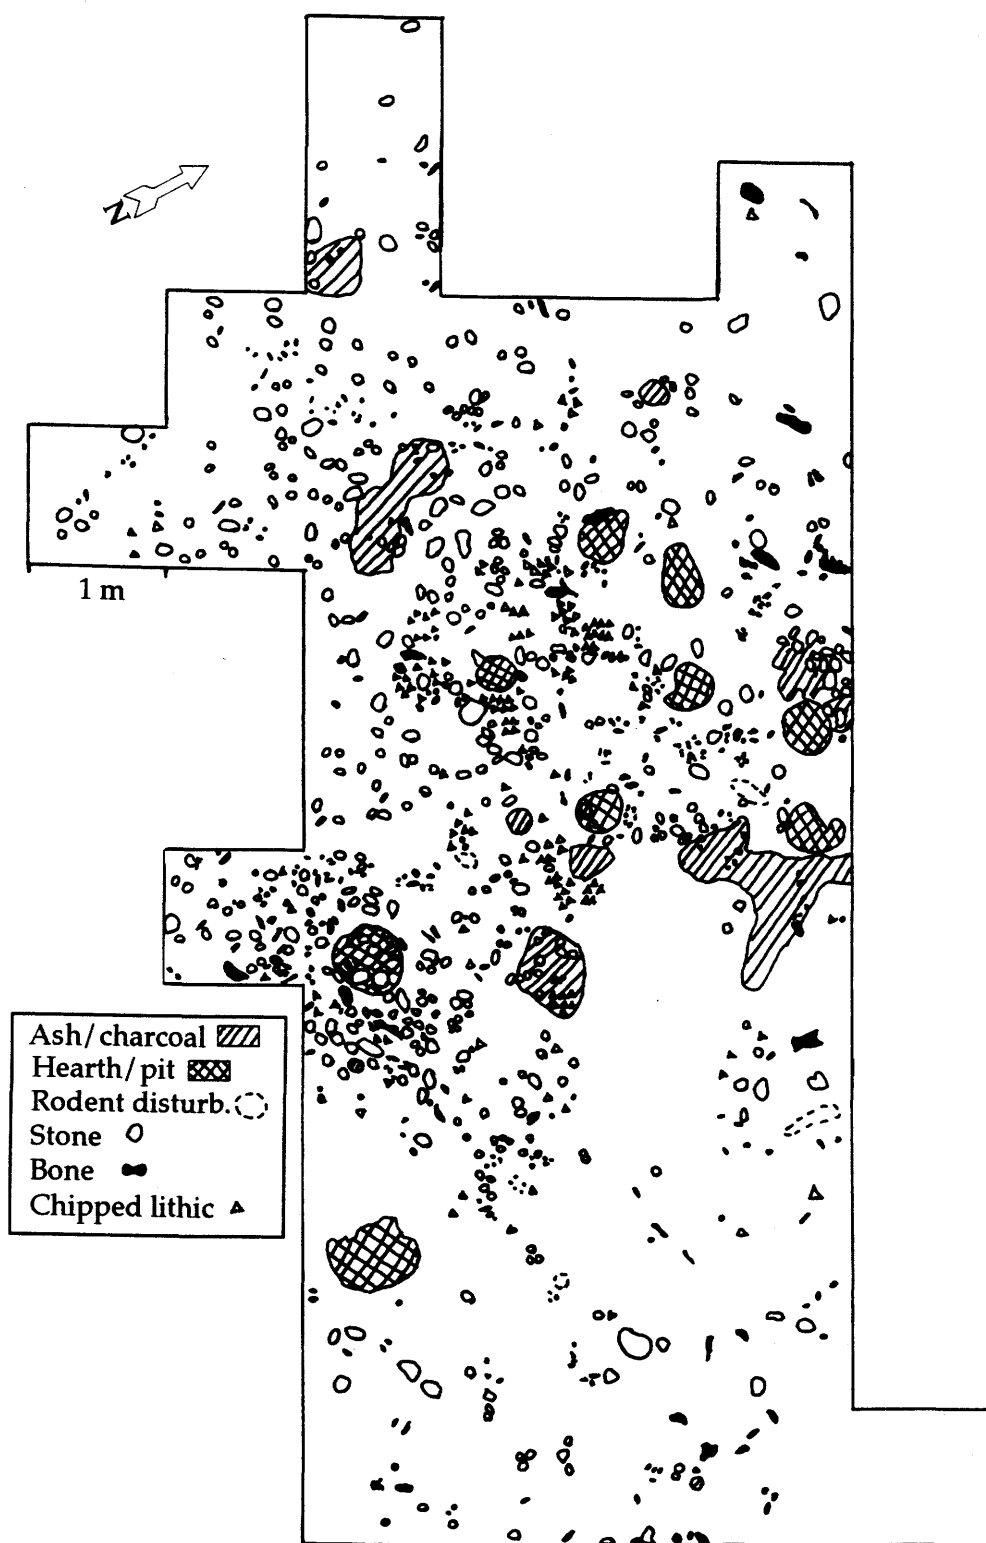 N
1 m
Ash/charcoal
Hearth/pit
Rodent disturb.
Stone
Bone
Chipped lithic